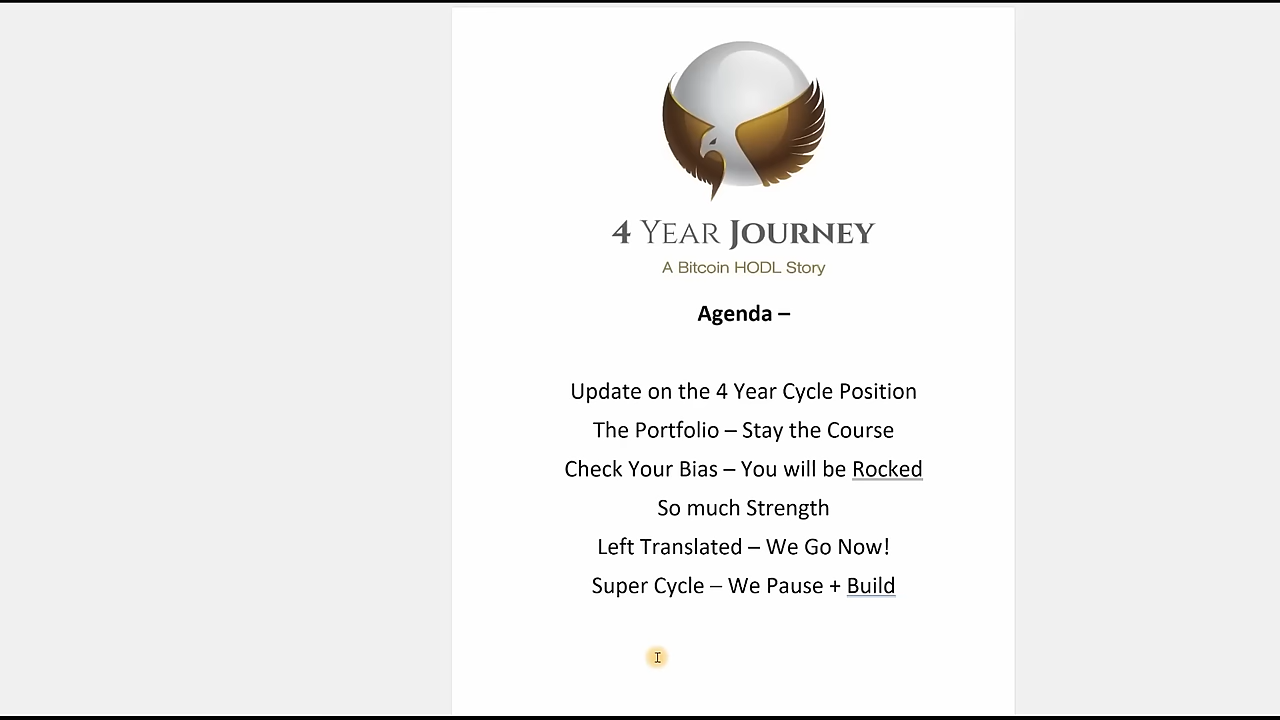 4 Year Journey
A Bitcoin HODL Story
Agenda –
Update on the 4 Year Cycle Position
The Portfolio – Stay the Course
Check Your Bias – You will be Rocked
So much Strength
Left Translated – We Go Now!
Super Cycle – We Pause + Build